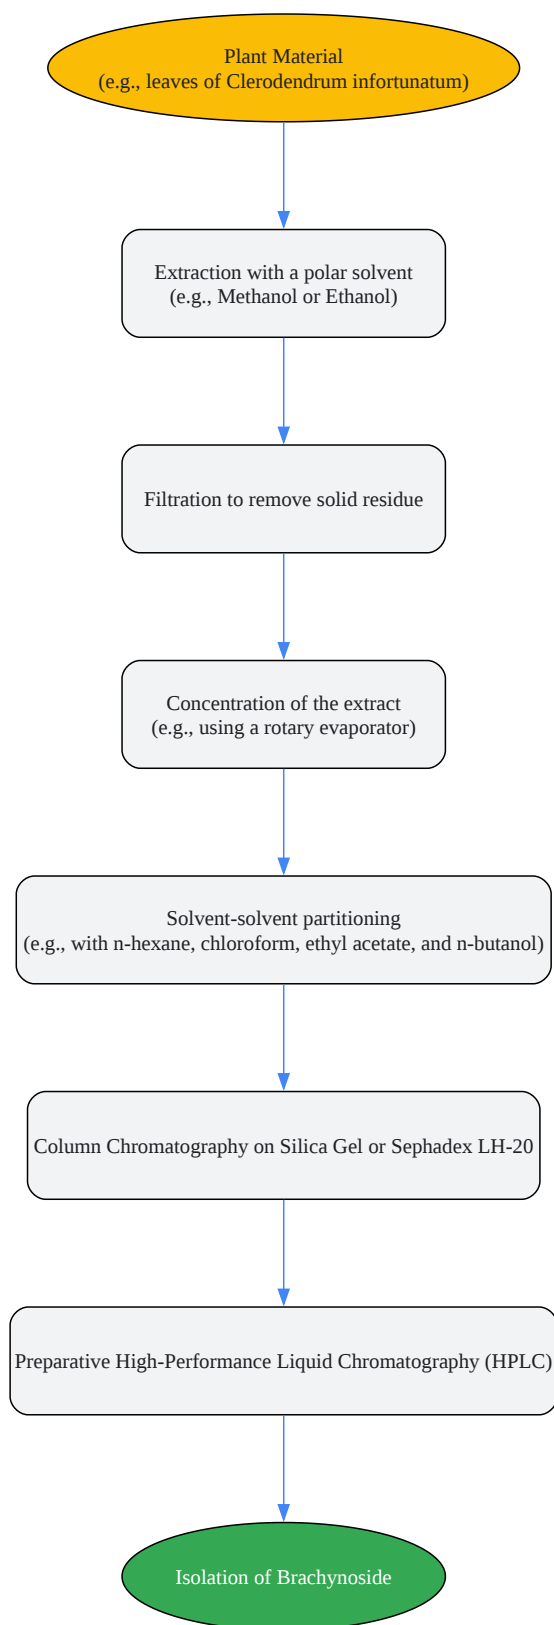 Plant Material
(e.g., leaves of Clerodendrum infortunatum)
Extraction with a polar solvent
(e.g., Methanol or Ethanol)
Filtration to remove solid residue
Concentration of the extract
(e.g., using a rotary evaporator)
Solvent-solvent partitioning
(e.g., with n-hexane, chloroform, ethyl acetate, and n-butanol)
Column Chromatography on Silica Gel or Sephadex LH-20
Preparative High-Performance Liquid Chromatography (HPLC)
Isolation of Brachynoside